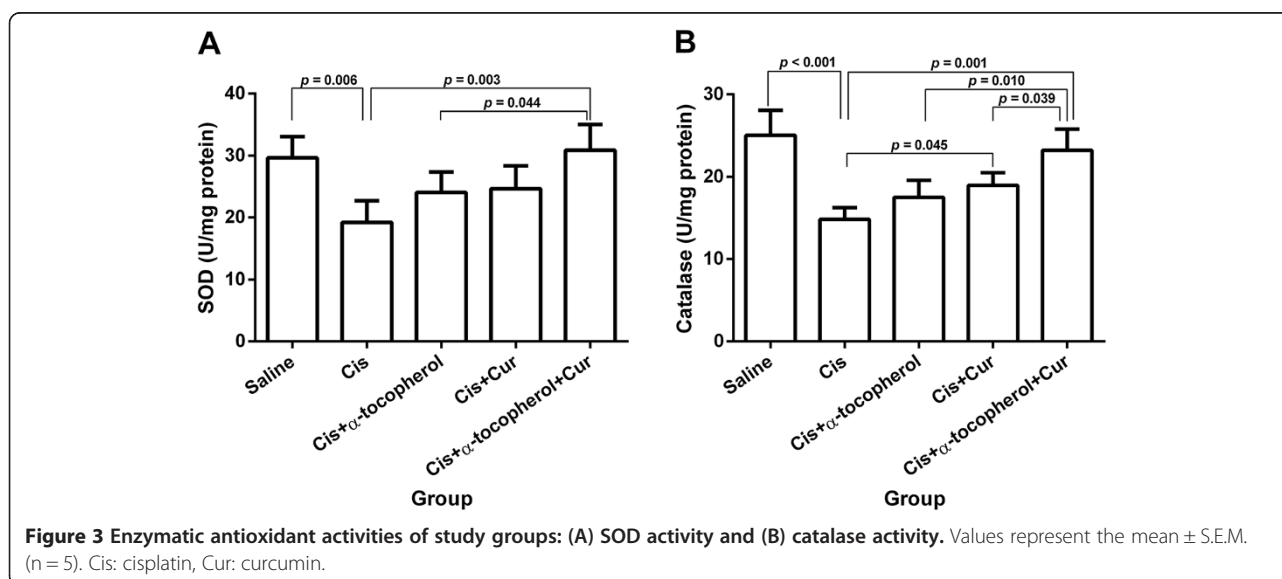 A
p = 0.006
p = 0.003
p = 0.044
40
30
20
10
0
SOD (U/mg protein)
Saline
Cis
Cis+α-tocopherol
Cis+Cur
Cis+α-tocopherol+Cur
Group
B
p < 0.001
p = 0.001
p = 0.010
p = 0.039
p = 0.045
30
20
10
0
Catalase (U/mg protein)
Saline
Cis
Cis+α-tocopherol
Cis+Cur
Cis+α-tocopherol+Cur
Group
Figure 3 Enzymatic antioxidant activities of study groups: (A) SOD activity and (B) catalase activity. Values represent the mean ± S.E.M.
(n = 5). Cis: cisplatin, Cur: curcumin.